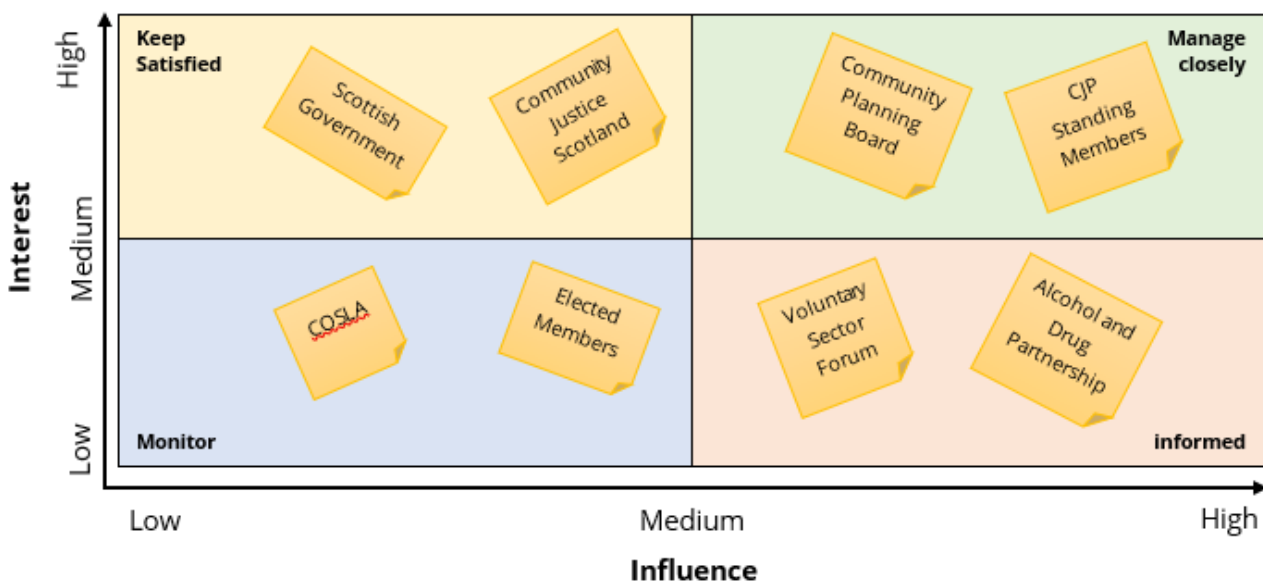 High
Medium
Low
Interest
Keep
Satisfied
Scottish
Government
Community
Justice
Scotland
Community
Planning
Board
CJP
Standing
Members
Manage
closely
COSLA
Elected
Members
Monitor
Voluntary
Sector
Forum
Alcohol and
Drug
Partnership
informed
Low
Medium
High
Influence